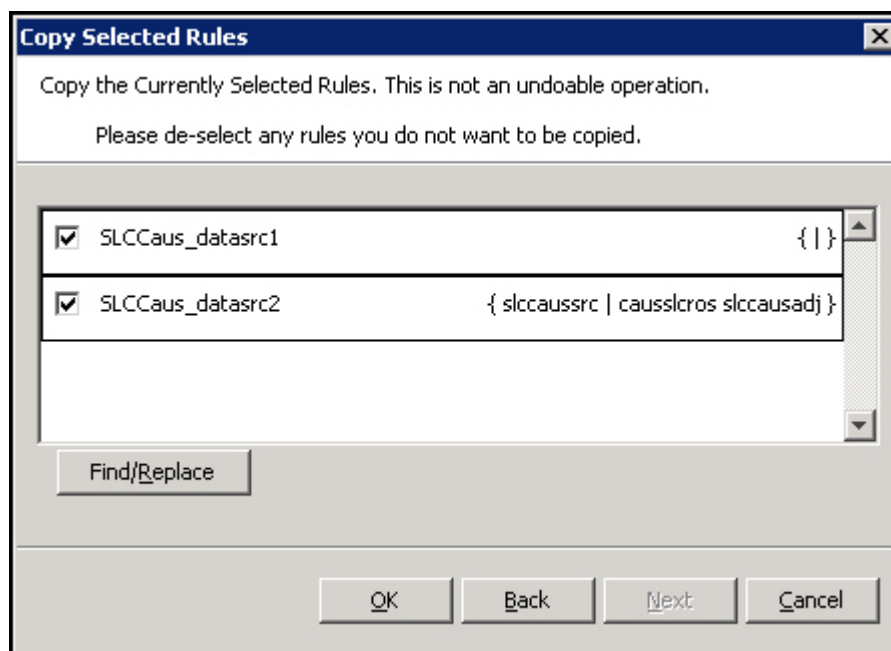 Copy Selected Rules
Copy the Currently Selected Rules. This is not an undoable operation.
Please de-select any rules you do not want to be copied.
SLCCaus_datasrc1 { | }
SLCCaus_datasrc2 { slccaussrc | causslcros slccausadj }
Find/Replace
OK Back Next Cancel